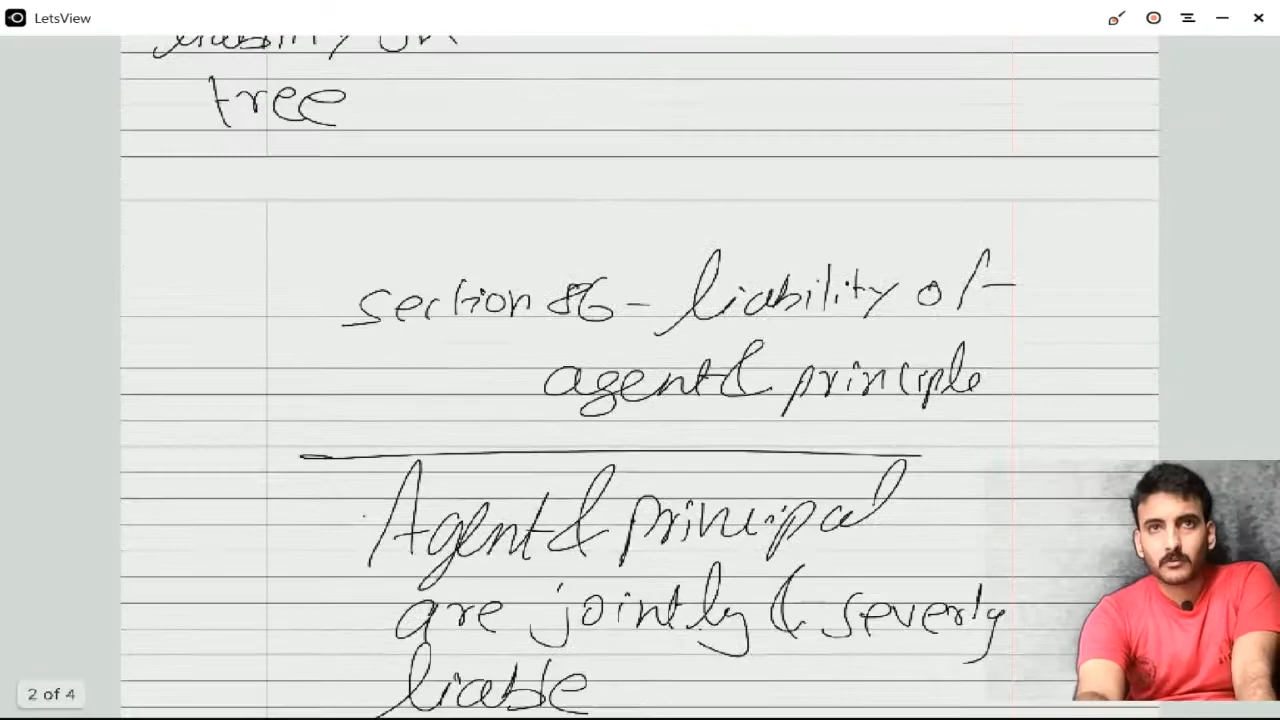 LetsView
tree
section 86 - liability of
agent & principle
Agent & principal
are jointly & severly
liable
2 of 4